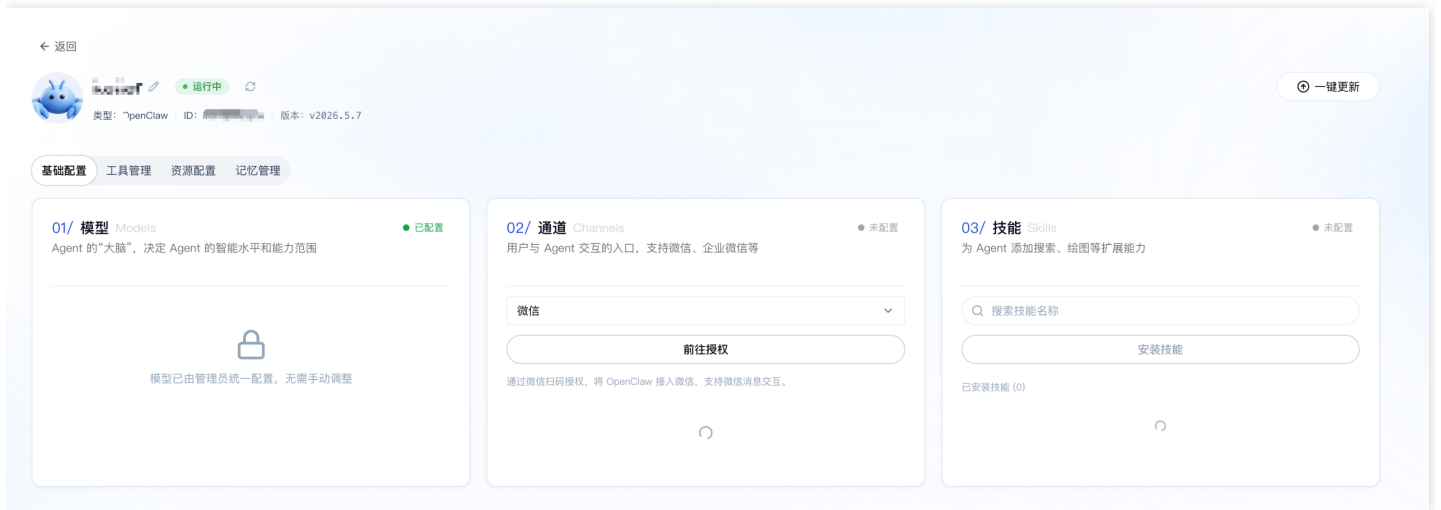 返回
运行中
一键更新
类型: OpenClaw ID: 版本: v2026.5.7
基础配置 工具管理 资源配置 记忆管理
01/ 模型 Models 已配置
Agent 的“大脑”，决定 Agent 的智能水平和能力范围
模型已由管理员统一配置，无需手动调整
02/ 通道 Channels 未配置
用户与 Agent 交互的入口，支持微信、企业微信等
微信
前往授权
通过微信扫码授权，将 OpenClaw 接入微信，支持微信消息交互。
03/ 技能 Skills 未配置
为 Agent 添加搜索、绘图等扩展能力
搜索技能名称
安装技能
已安装技能 (0)